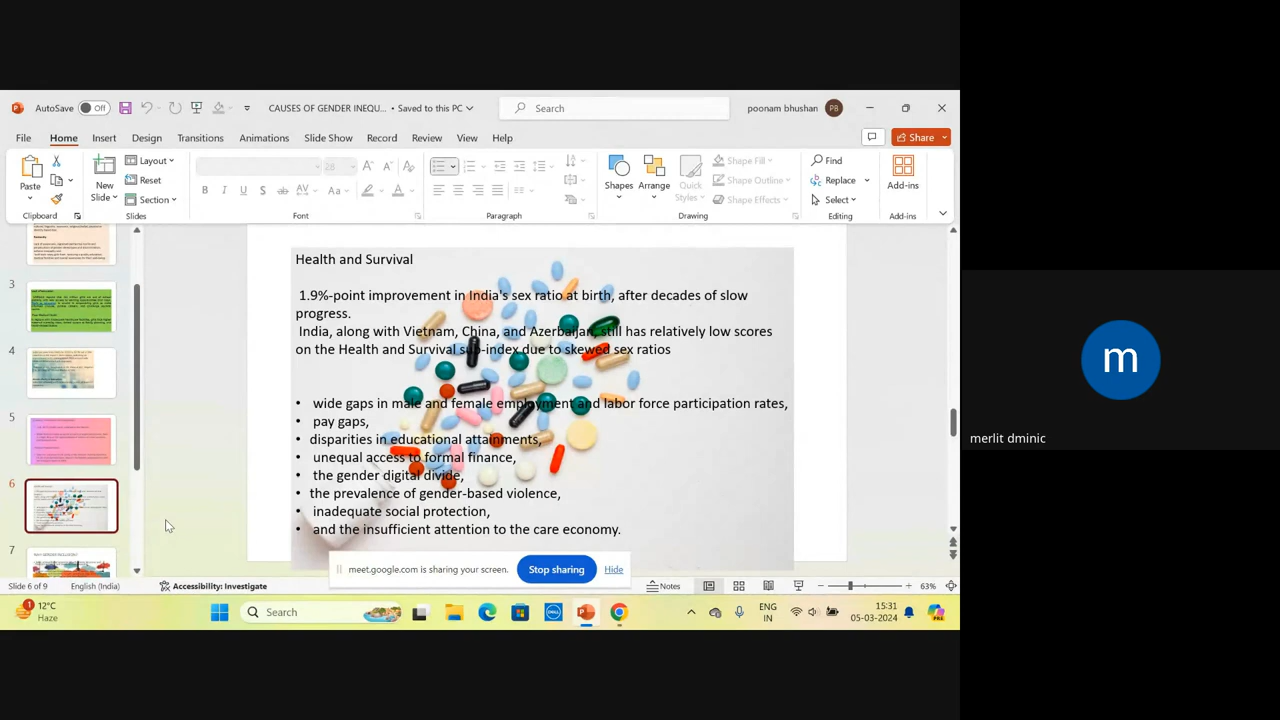 AutoSave Off CAUSES OF GENDER INEQU... • Saved to this PC Search poonam bhushan PB
File Home Insert Design Transitions Animations Slide Show Record Review View Help Share
Paste New Slide Layout Reset Section 28 Shapes Arrange Quick Styles Shape Fill Shape Outline Shape Effects Find Replace Select Add-ins
Clipboard Slides Font Paragraph Drawing Editing Add-ins
3
4
5
6
7
Health and Survival
1.9%-point improvement in India's sex ratio at birth, after decades of slow
progress.
India, along with Vietnam, China, and Azerbaijan, still has relatively low scores
on the Health and Survival sub-index due to skewed sex ratios
• wide gaps in male and female employment and labor force participation rates,
pay gaps,
disparities in educational attainments,
unequal access to formal finance,
• the gender digital divide,
• the prevalence of gender-based violence,
• inadequate social protection,
• and the insufficient attention to the care economy.
meet.google.com is sharing your screen. Stop sharing Hide
Slide 6 of 9 English (India) Accessibility: Investigate Notes 63%
1 12°C Haze Search ENG IN 15:31 05-03-2024
m
merlit dminic